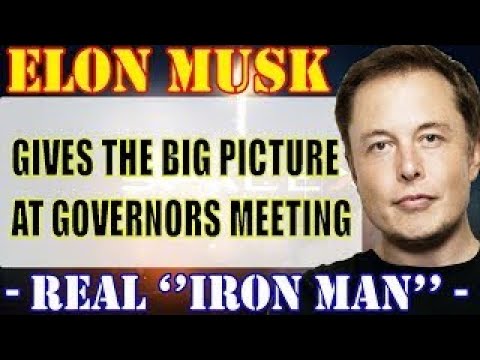 ELON MUSK
GIVES THE BIG PICTURE
AT GOVERNORS MEETING
- REAL ‘’IRON MAN’’ -